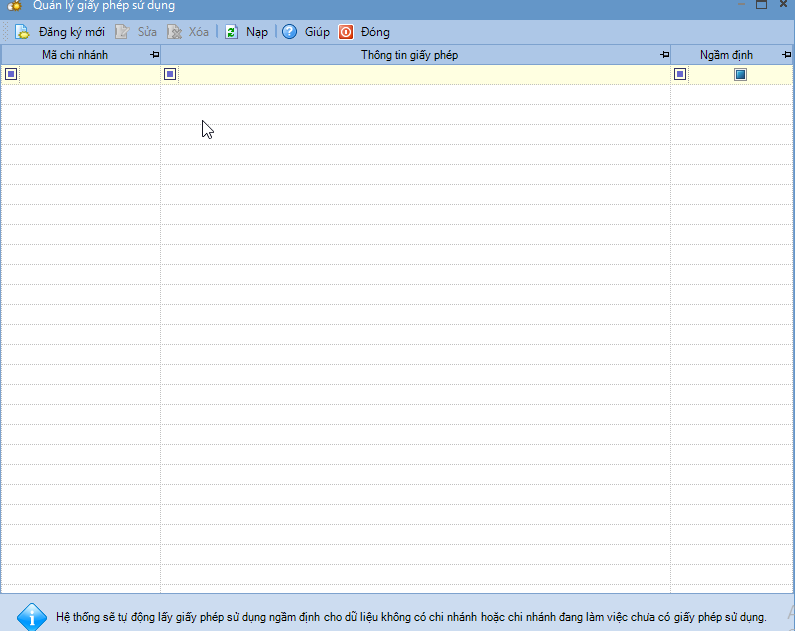 Quản lý giấy phép sử dụng
Đăng ký mới Sửa Xóa Nạp Giúp Đóng
Mã chi nhánh Thông tin giấy phép Ngầm định
Hệ thống sẽ tự động lấy giấy phép sử dụng ngầm định cho dữ liệu không có chi nhánh hoặc chi nhánh đang làm việc chưa có giấy phép sử dụng.